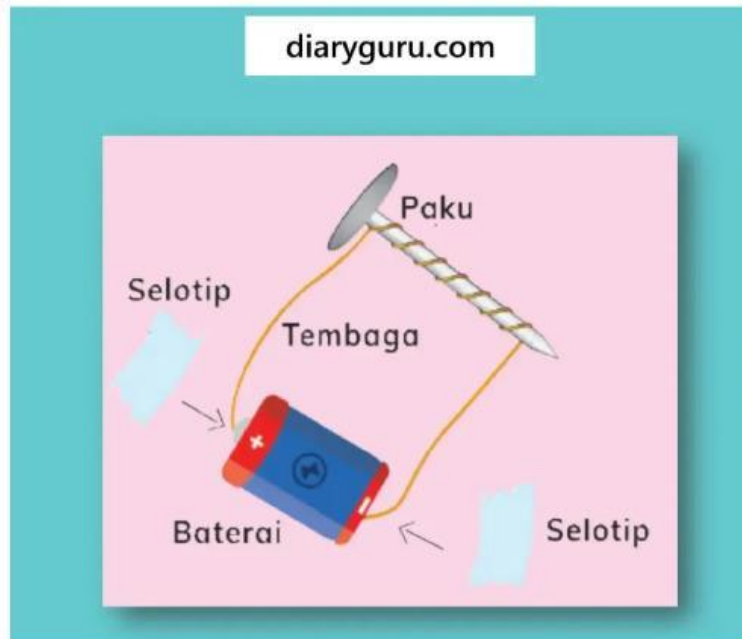 diaryguru.com
Paku
Selotip
Tembaga
+
-
Baterai
Selotip